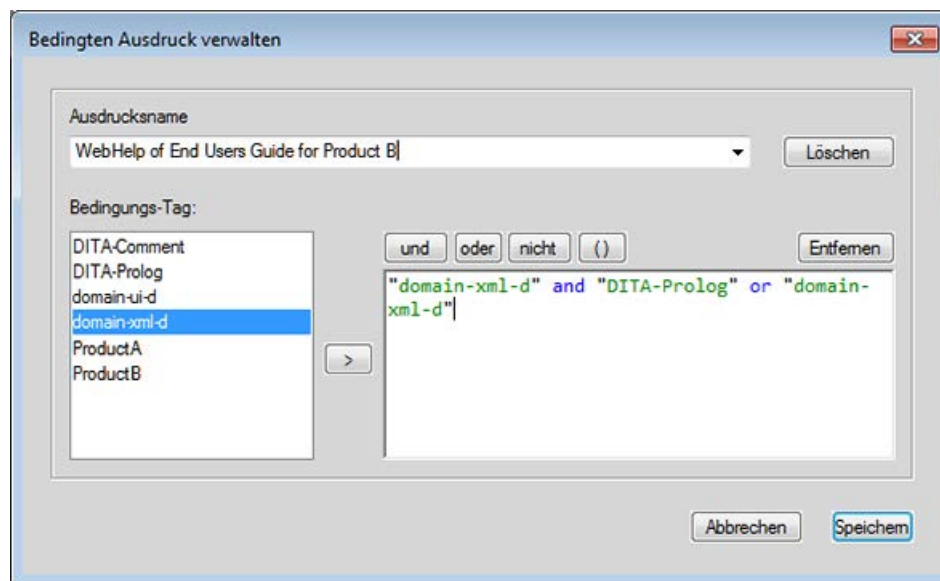 Bedingten Ausdruck verwalten
Ausdrucksname
WebHelp of End Users Guide for Product B
Löschen
Bedingungs-Tag:
DITA-Comment
DITA-Prolog
domain-ui-d
domain-xml-d
ProductA
ProductB
>
und oder nicht () Entfernen
"domain-xml-d" and "DITA-Prolog" or "domain-
xml-d"
Abbrechen Speichern